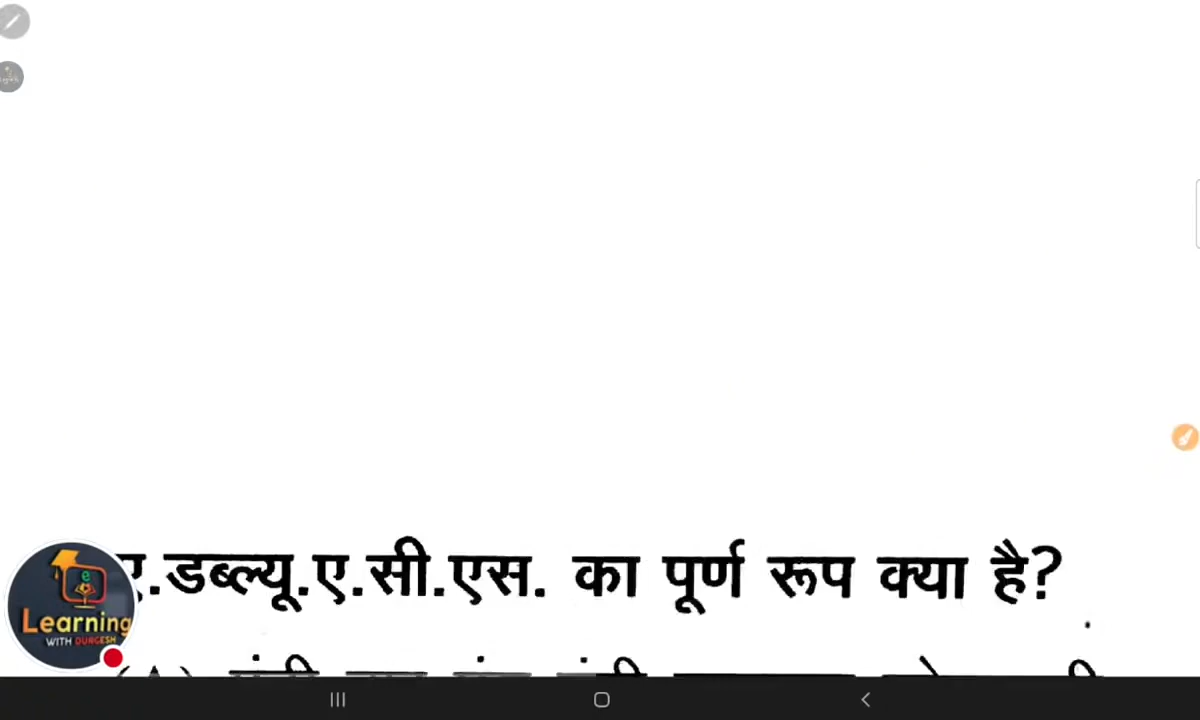 ए.डब्ल्यू.ए.सी.एस. का पूर्ण रूप क्या है?
e
Learning
WITH DURGESH